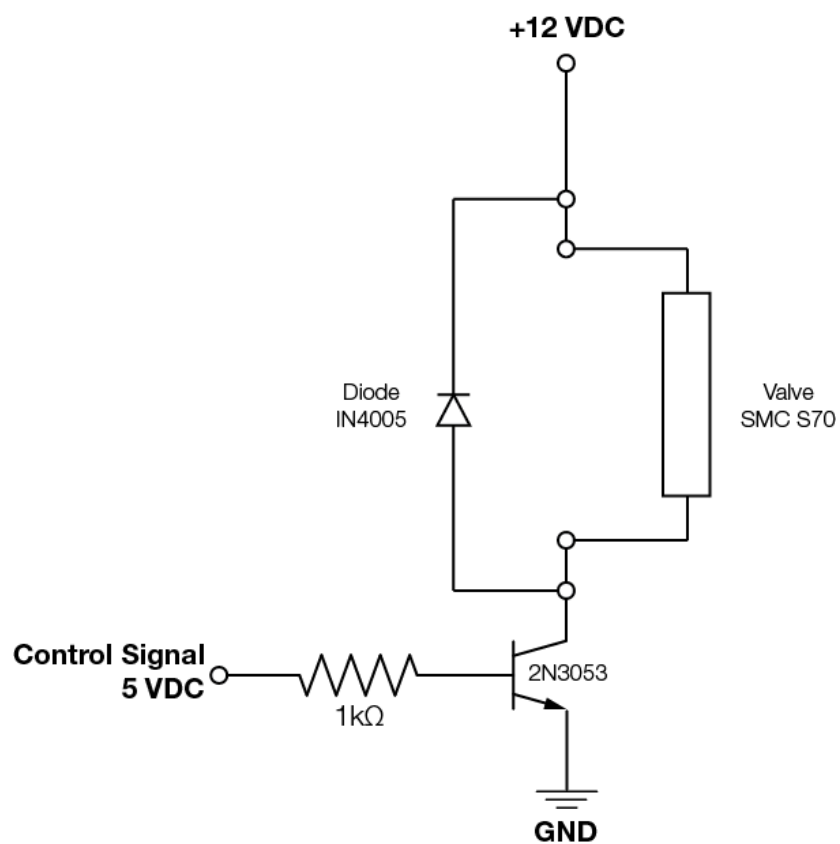 +12 VDC
Diode
IN4005
Valve
SMC S70
Control Signal
5 VDC
1kΩ
2N3053
GND